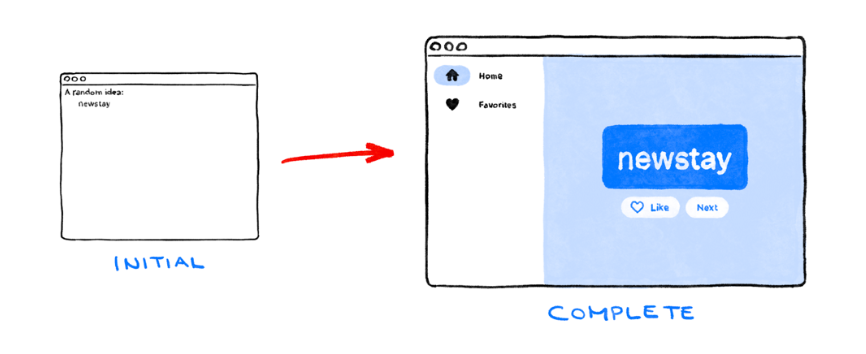 A random idea:
newstay
INITIAL
Home
Favorites
newstay
Like
Next
COMPLETE